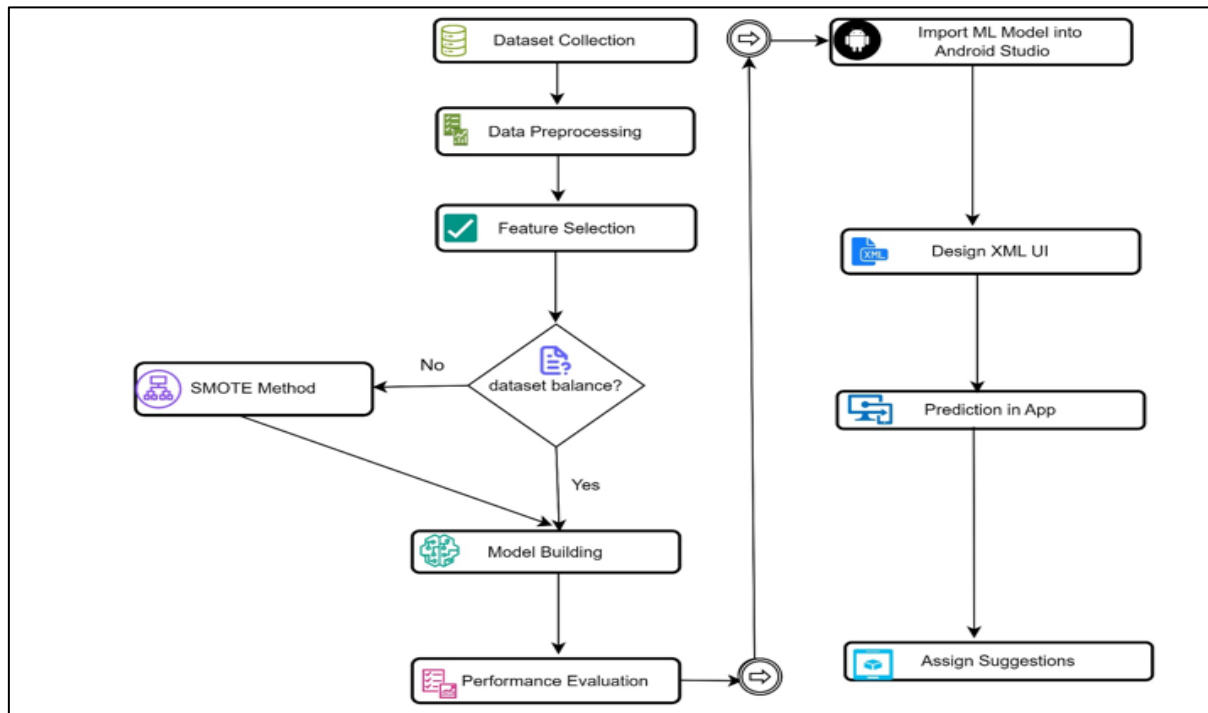 Dataset Collection
Data Preprocessing
Feature Selection
dataset balance?
No
SMOTE Method
Yes
Model Building
Performance Evaluation
Import ML Model into
Android Studio
XML
Design XML UI
Prediction in App
Assign Suggestions